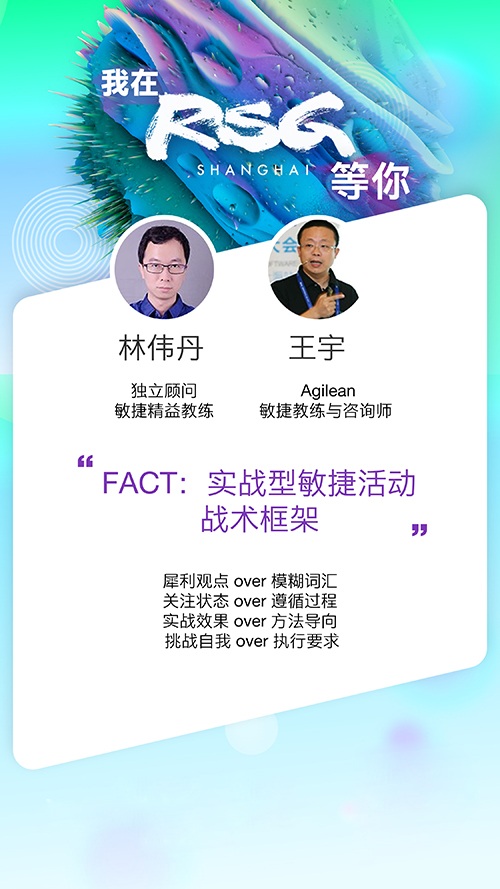 我在
RSG
SHANGHAI
等你
林伟丹
王宇
独立顾问
敏捷精益教练
Agilean
敏捷教练与咨询师
“FACT：实战型敏捷活动
战术框架”
犀利观点 over 模糊词汇
关注状态 over 遵循过程
实战效果 over 方法导向
挑战自我 over 执行要求